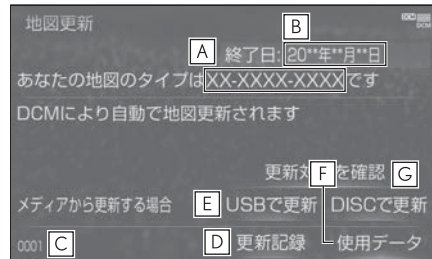 地図更新
DCM
B
A 終了日: 20**年**月**日
あなたの地図のタイプはXX-XXXX-XXXXです
DCMにより自動で地図更新されます
更新対 F を確認 G
メディアから更新する場合 E USBで更新 DISCで更新
0001 C D 更新記録 使用データ